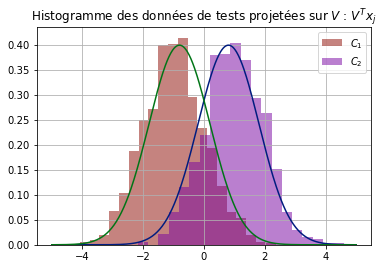 Histogramme des données de tests projetées sur $V$ : $V^T x_j$
$C_1$
$C_2$
0.40
0.35
0.30
0.25
0.20
0.15
0.10
0.05
0.00
−4 −2 0 2 4